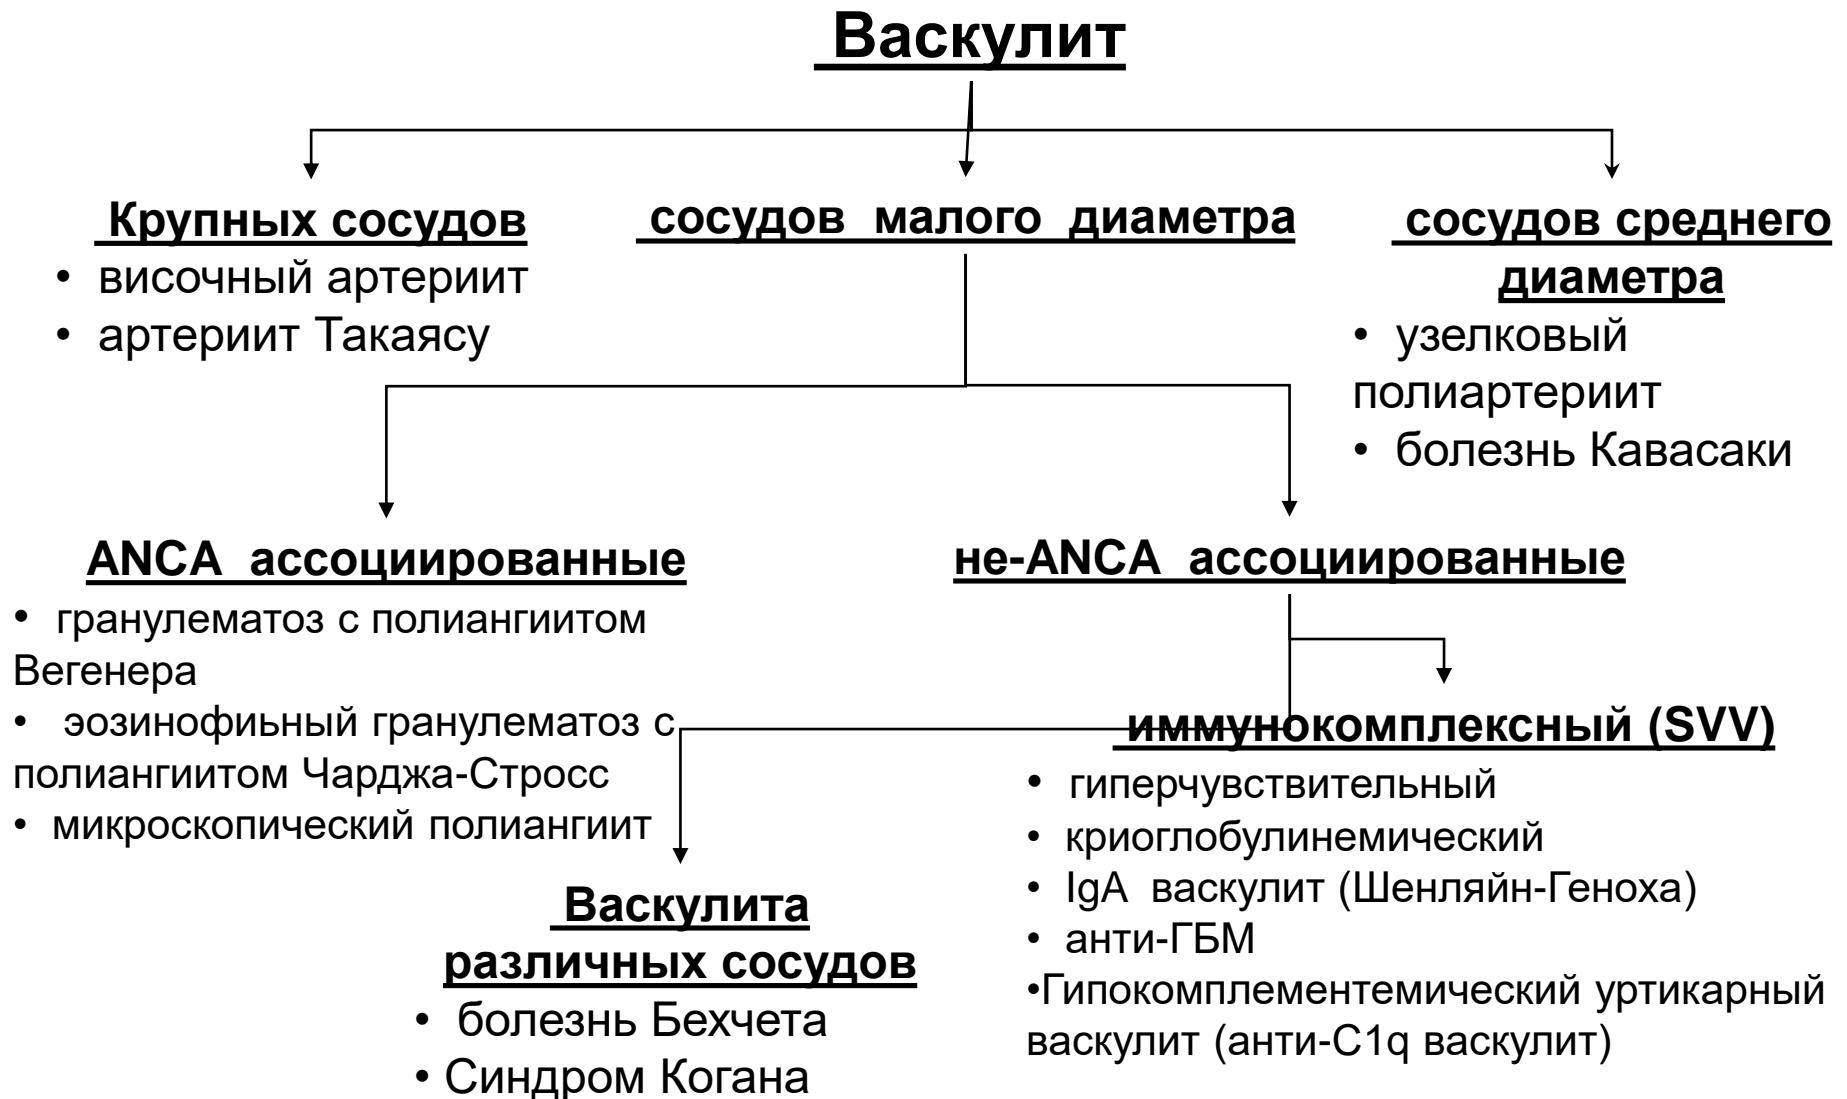 Васкулит
Крупных сосудов
• височный артериит
• артериит Такаясу
сосудов малого диаметра
сосудов среднего
диаметра
• узелковый
полиартериит
• болезнь Кавасаки
ANCA ассоциированные
• гранулематоз с полиангиитом
Вегенера
• эозинофиьный гранулематоз с
полиангиитом Чарджа-Стросс
• микроскопический полиангиит
не-ANCA ассоциированные
иммунокомплексный (SVV)
• гиперчувствительный
• криоглобулинемический
• IgA васкулит (Шенляйн-Геноха)
• анти-ГБМ
•Гипокомплементемический уртикарный
васкулит (анти-C1q васкулит)
Васкулита
различных сосудов
• болезнь Бехчета
• Синдром Когана